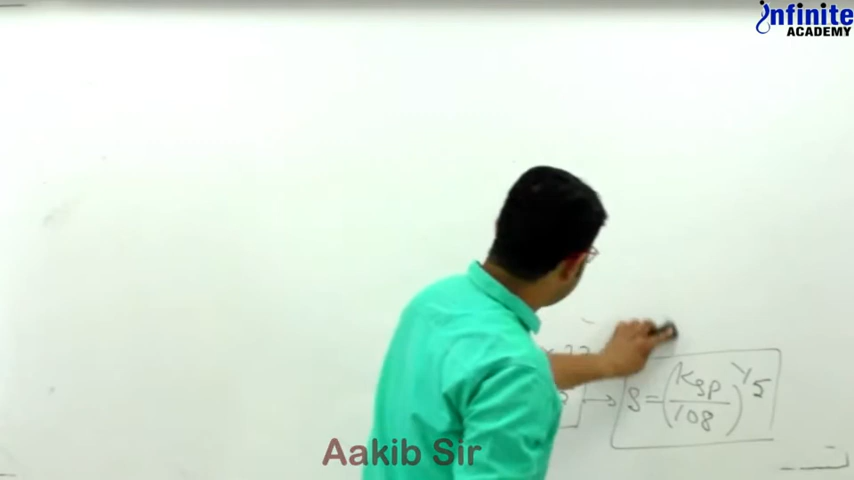 infinite
ACADEMY
S = (Ksp/108)^1/5
Aakib Sir